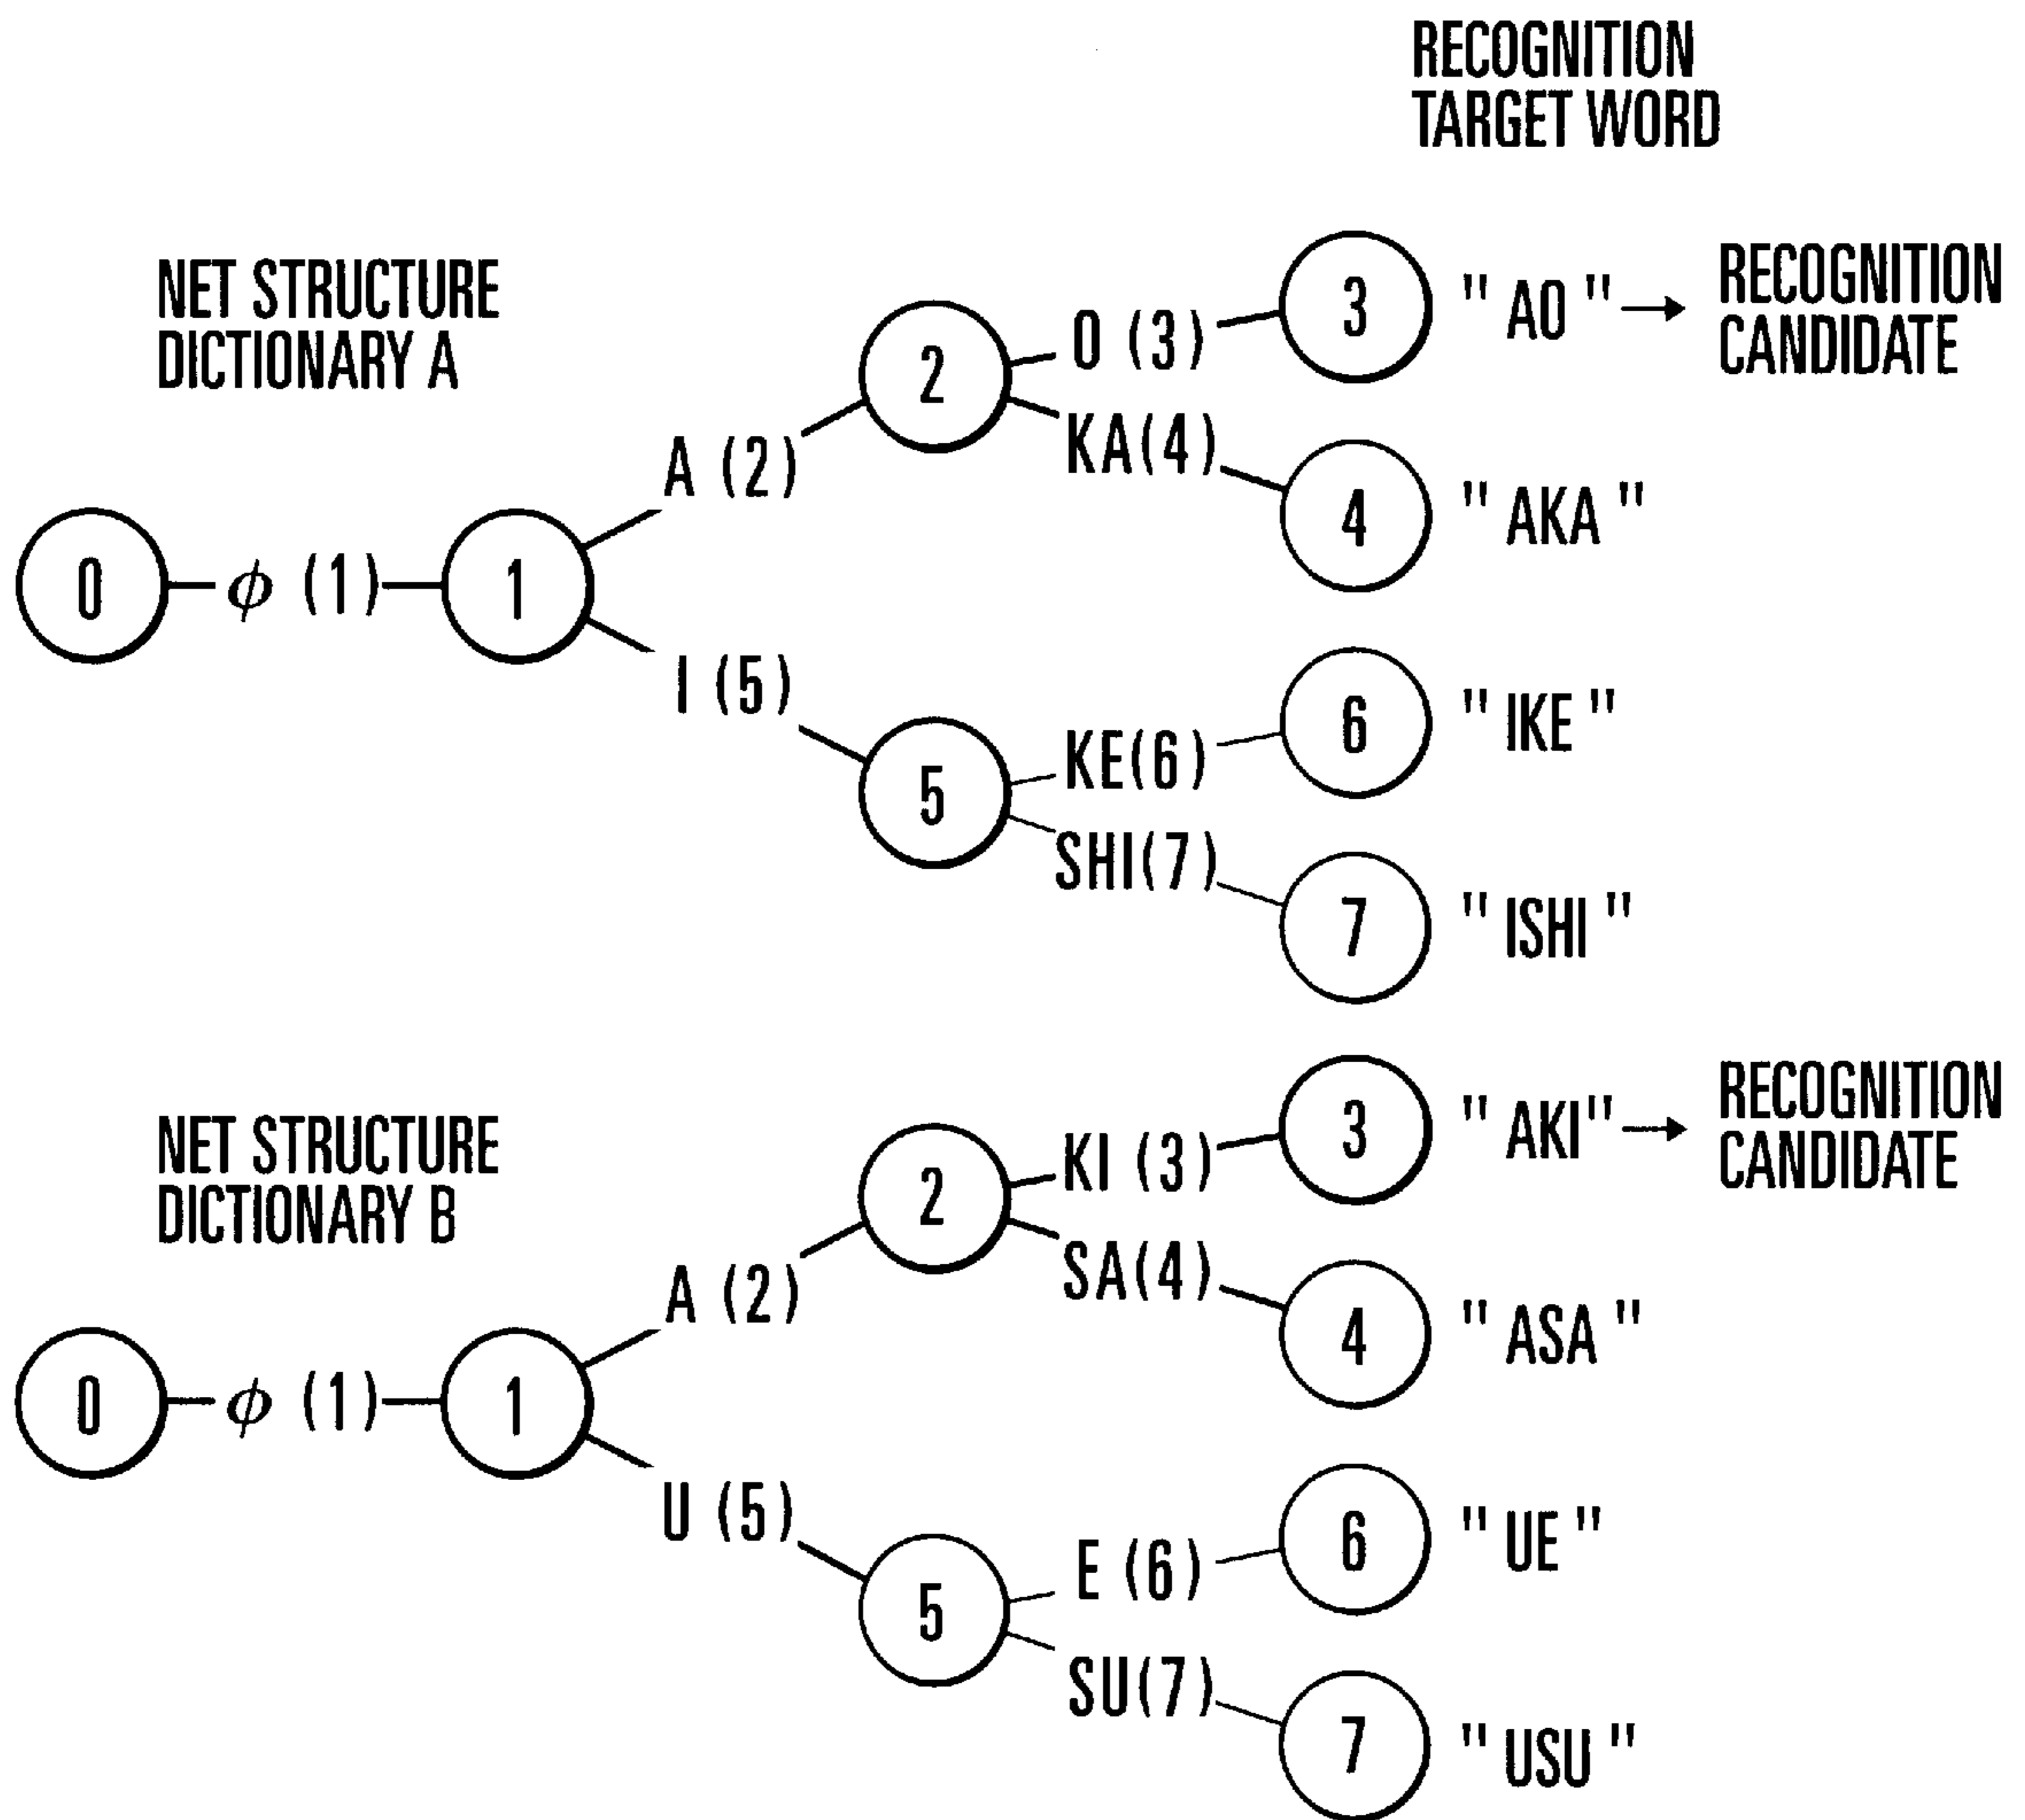 RECOGNITION
TARGET WORD
NET STRUCTURE
DICTIONARY A
0
ϕ (1)
1
A (2)
2
O (3)
3
" AO "
RECOGNITION
CANDIDATE
KA(4)
4
" AKA "
I (5)
5
KE(6)
6
" IKE "
SHI(7)
7
" ISHI "
NET STRUCTURE
DICTIONARY B
0
ϕ (1)
1
A (2)
2
KI (3)
3
" AKI"
RECOGNITION
CANDIDATE
SA(4)
4
" ASA "
U (5)
5
E (6)
6
" UE "
SU(7)
7
" USU "